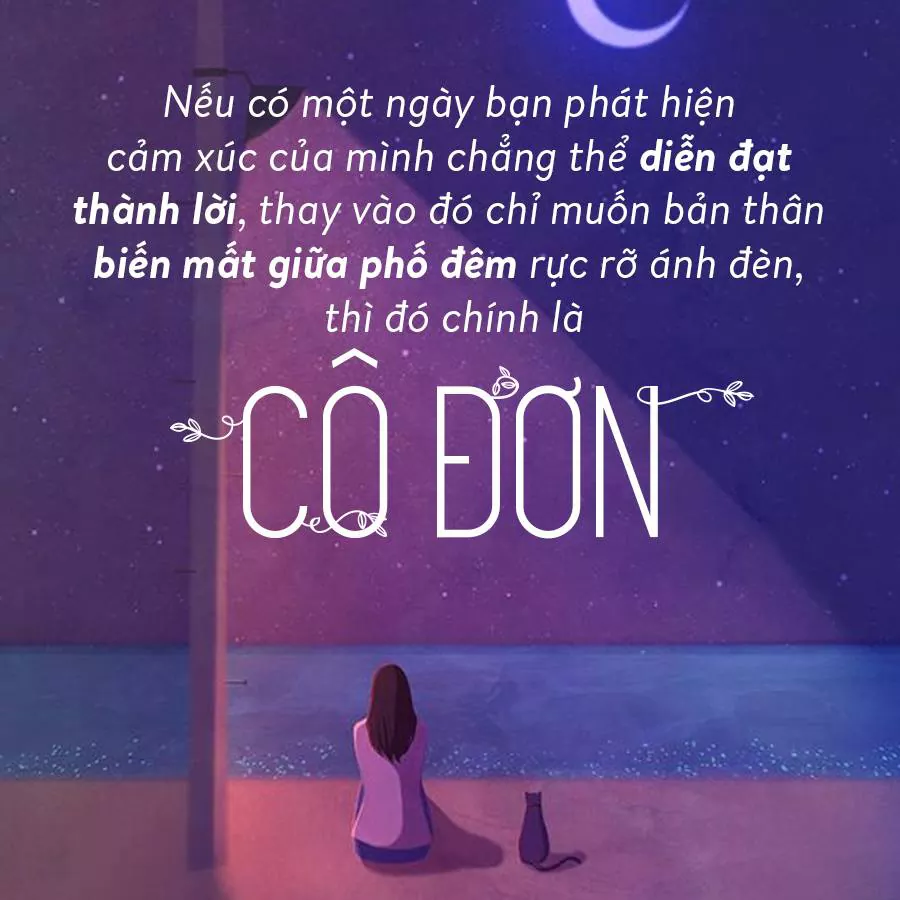 Nếu có một ngày bạn phát hiện
cảm xúc của mình chẳng thể diễn đạt
thành lời, thay vào đó chỉ muốn bản thân
biến mất giữa phố đêm rực rỡ ánh đèn,
thì đó chính là
CÔ ĐƠN